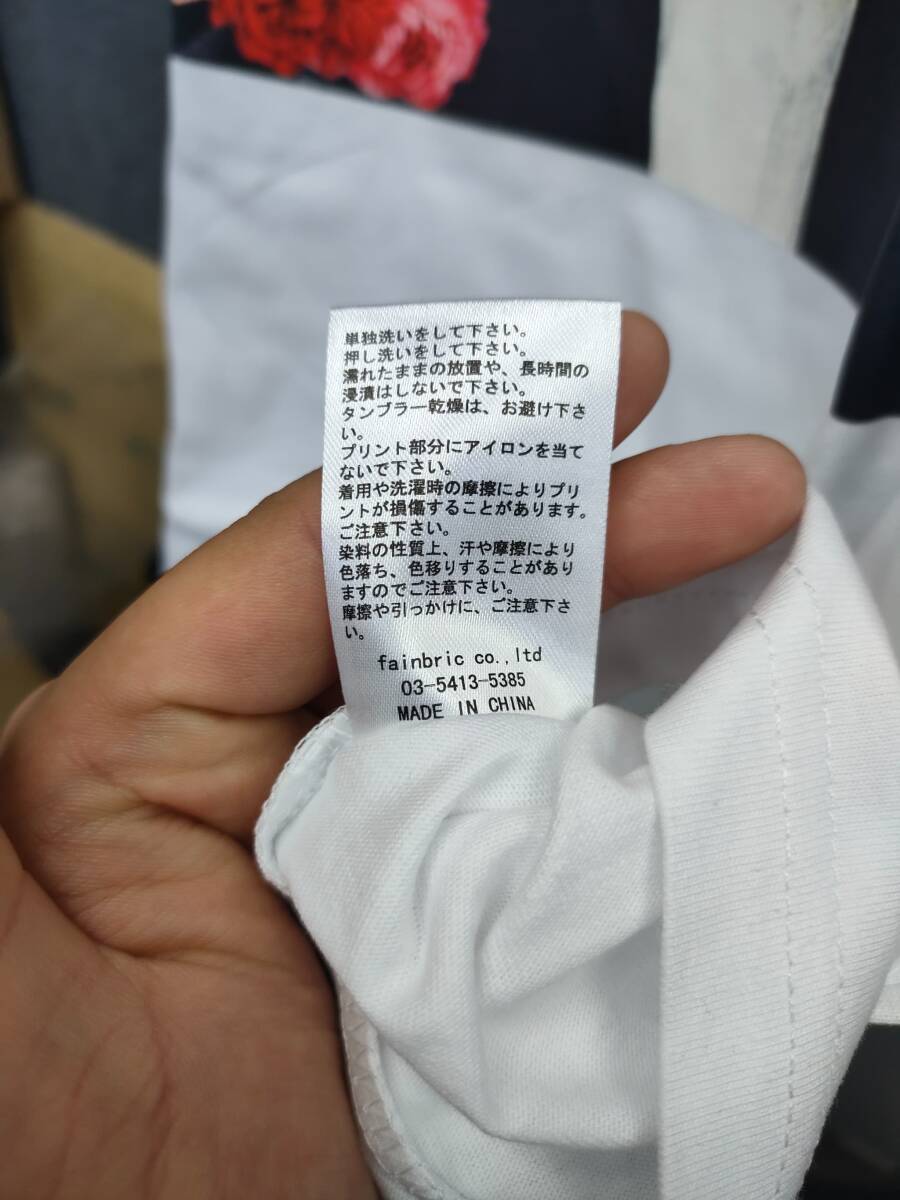 単独洗いをして下さい。
押し洗いをして下さい。
濡れたままの放置や、長時間の
浸漬はしないで下さい。
タンブラー乾燥は、お避け下さ
い。
プリント部分にアイロンを当て
ないで下さい。
着用や洗濯時の摩擦によりプリ
ントが損傷することがあります。
ご注意下さい。
染料の性質上、汗や摩擦により
色落ち、色移りすることがあり
ますのでご注意下さい。
摩擦や引っかけに、ご注意下さ
い。
fainbric co.,ltd
03-5413-5385
MADE IN CHINA